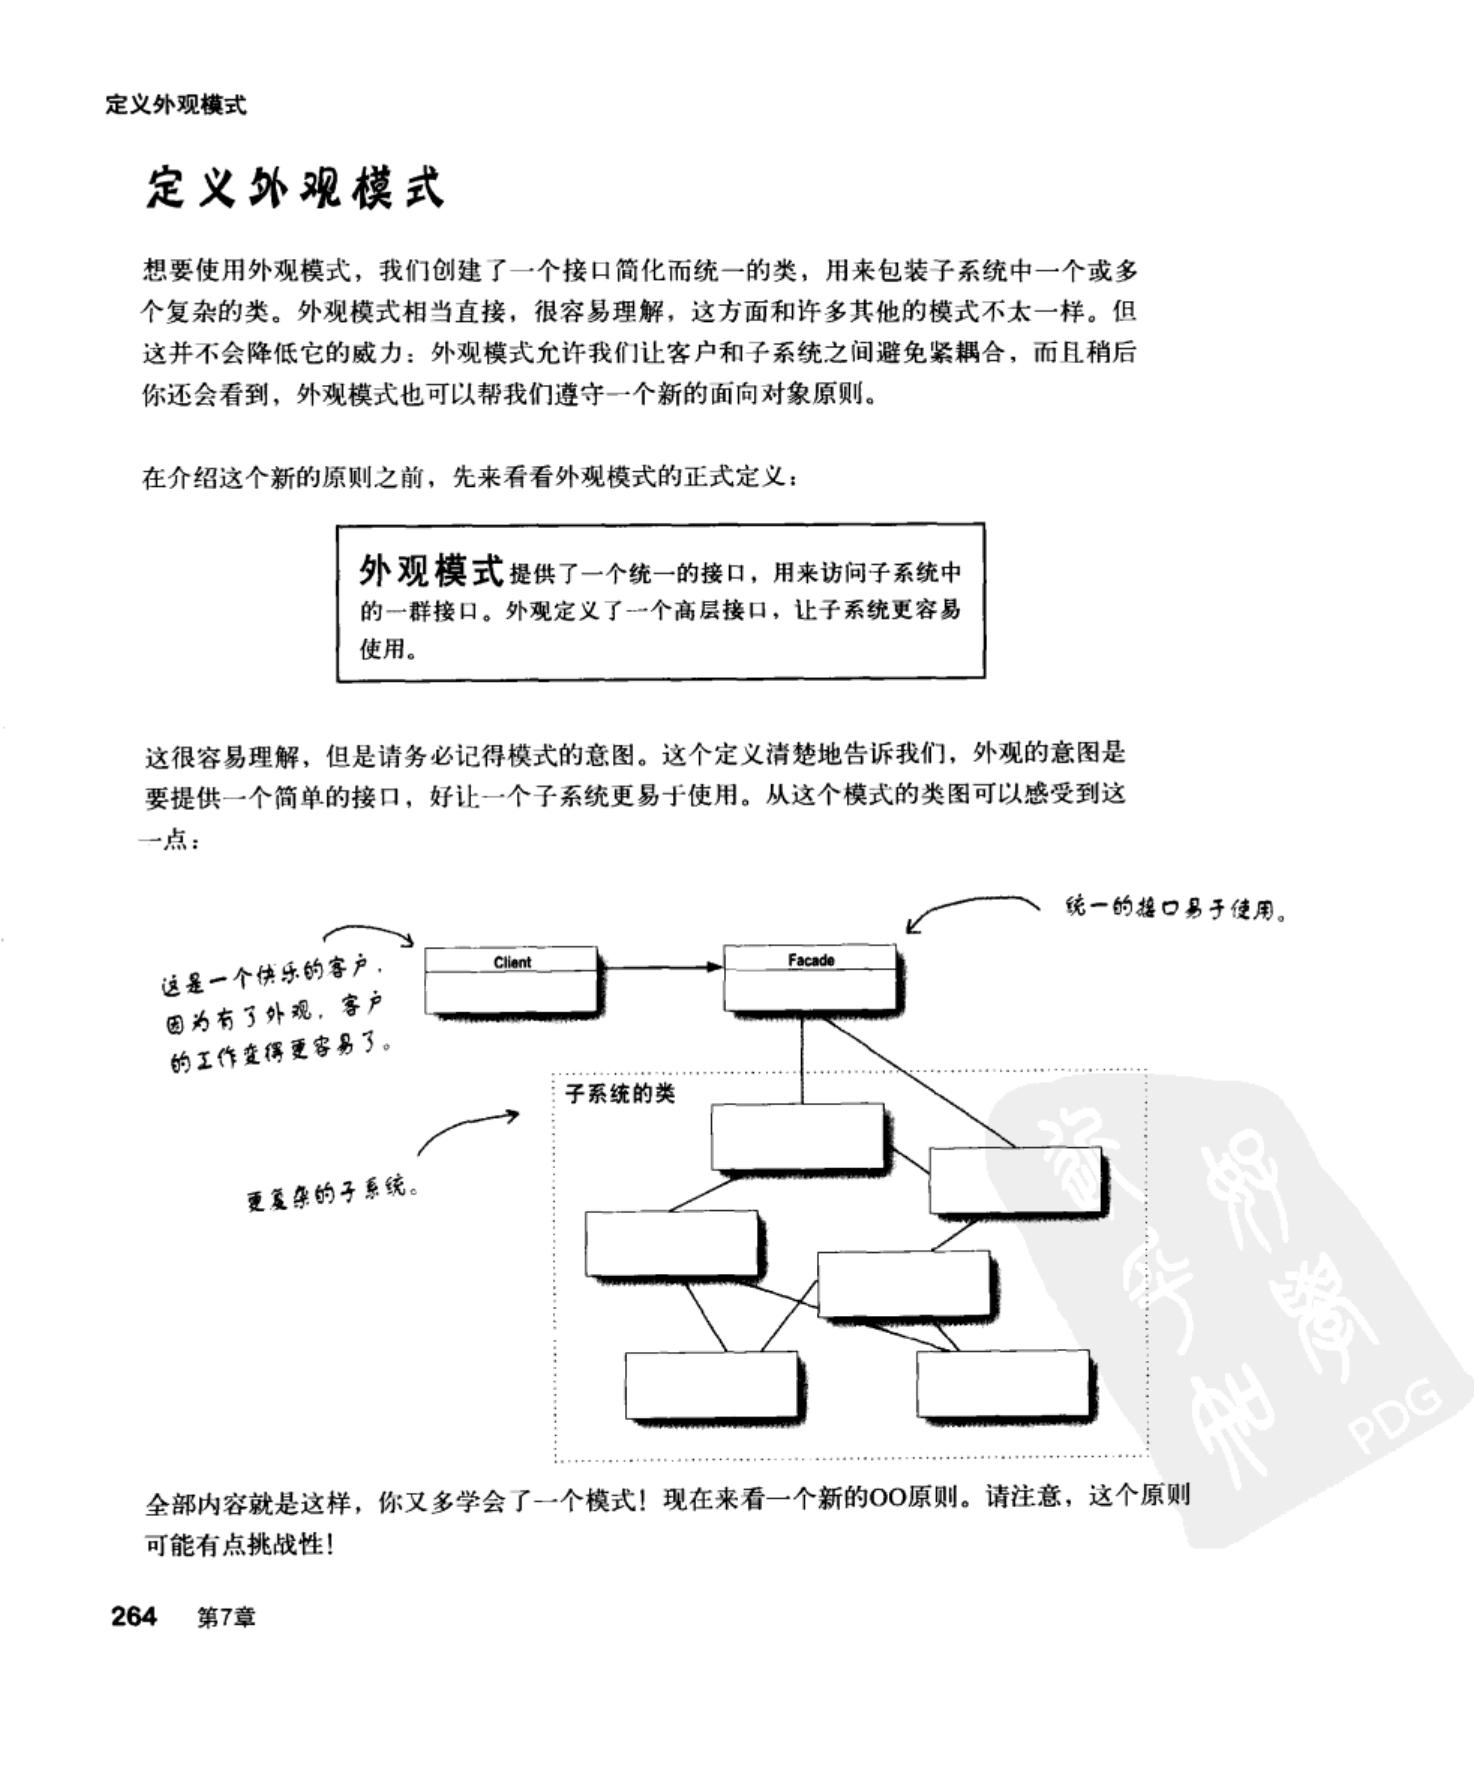 定义外观模式
定义外观模式
想要使用外观模式，我们创建了一个接口简化而统一的类，用来包装子系统中一个或多
个复杂的类。外观模式相当直接，很容易理解，这方面和许多其他的模式不太一样。但
这并不会降低它的威力：外观模式允许我们让客户和子系统之间避免紧耦合，而且稍后
你还会看到，外观模式也可以帮我们遵守一个新的面向对象原则。
在介绍这个新的原则之前，先来看看外观模式的正式定义：
外观模式提供了一个统一的接口，用来访问子系统中
的一群接口。外观定义了一个高层接口，让子系统更容易
使用。
这很容易理解，但是请务必记得模式的意图。这个定义清楚地告诉我们，外观的意图是
要提供一个简单的接口，好让一个子系统更易于使用。从这个模式的类图可以感受到这
一点：
统一的接口易于使用。
这是一个快乐的客户，
因为有了外观，客户
的工作变得更容易了。
Client
Facade
子系统的类
更复杂的子系统。
PDG
全部内容就是这样，你又多学会了一个模式！现在来看一个新的OO原则。请注意，这个原则
可能有点挑战性！
264 第7章